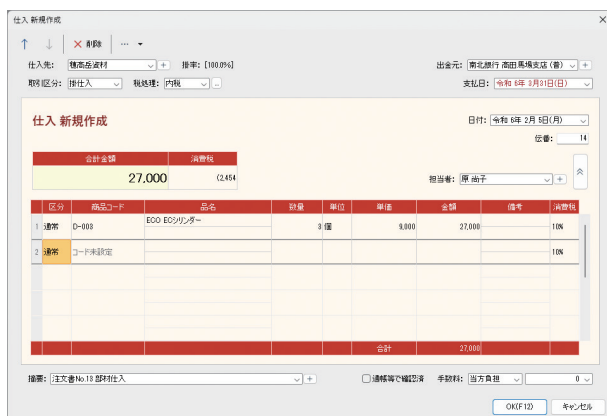 仕入 新規作成
削除
仕入先: 穂高岳資材 掛率: [100.0%] 出金元: 南北銀行 高田馬場支店 (普)
取引区分: 掛仕入 税処理: 内税 支払日: 令和 6年 3月31日(日)
仕入 新規作成 日付: 令和 6年 2月 5日(月)
伝番: 14
合計金額 消費税
27,000 (2,454 担当者: 原 尚子
区分 商品コード 品名 数量 単位 単価 金額 備考 消費税
1 通常 D-003 ECO ECOシリンダー 3 個 9,000 27,000 10%
2 通常 コード未設定 10%
合計 27,000
摘要: 注文書No.13 部材仕入 通帳等で確認済 手数料: 当方負担 0
OK(F12) キャンセル